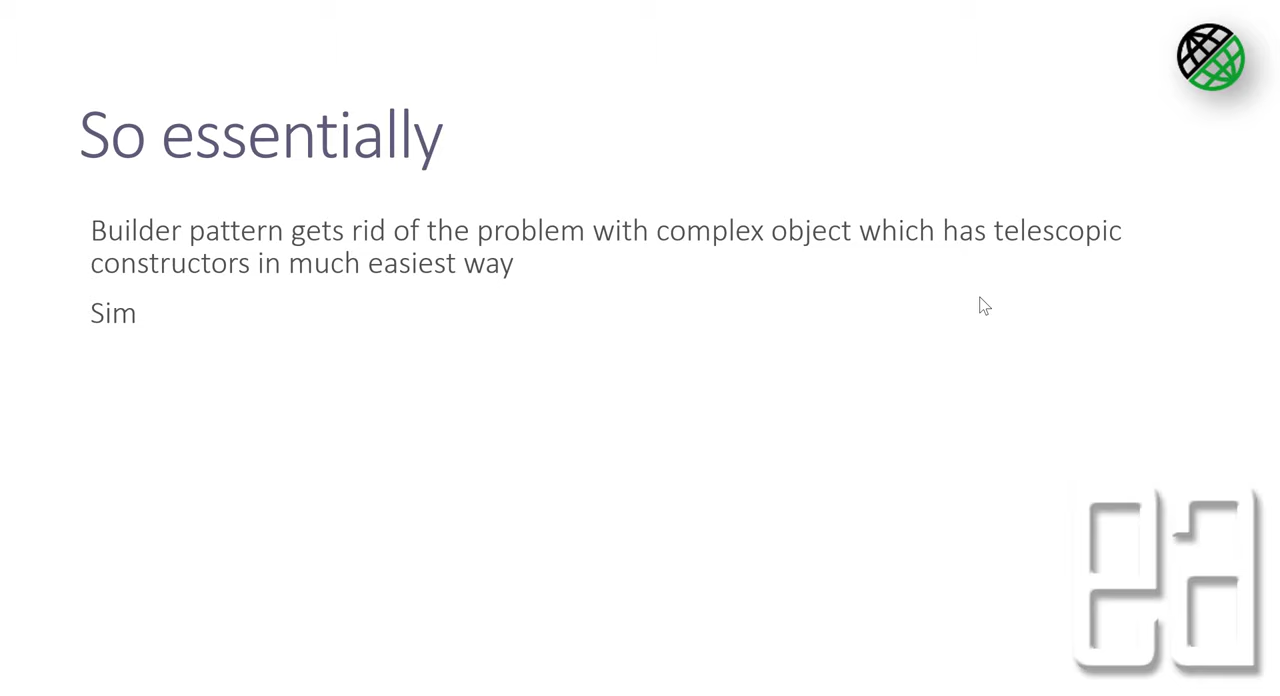 So essentially
Builder pattern gets rid of the problem with complex object which has telescopic
constructors in much easiest way
Sim
ea